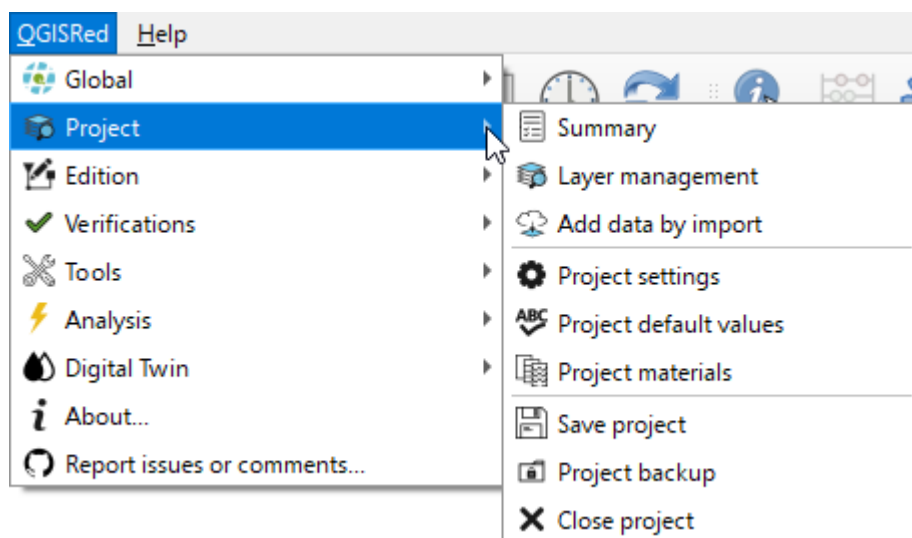 QGISRed Help
Global
Project
Edition
Verifications
Tools
Analysis
Digital Twin
About...
Report issues or comments...
Summary
Layer management
Add data by import
Project settings
ABC
Project default values
Project materials
Save project
Project backup
Close project